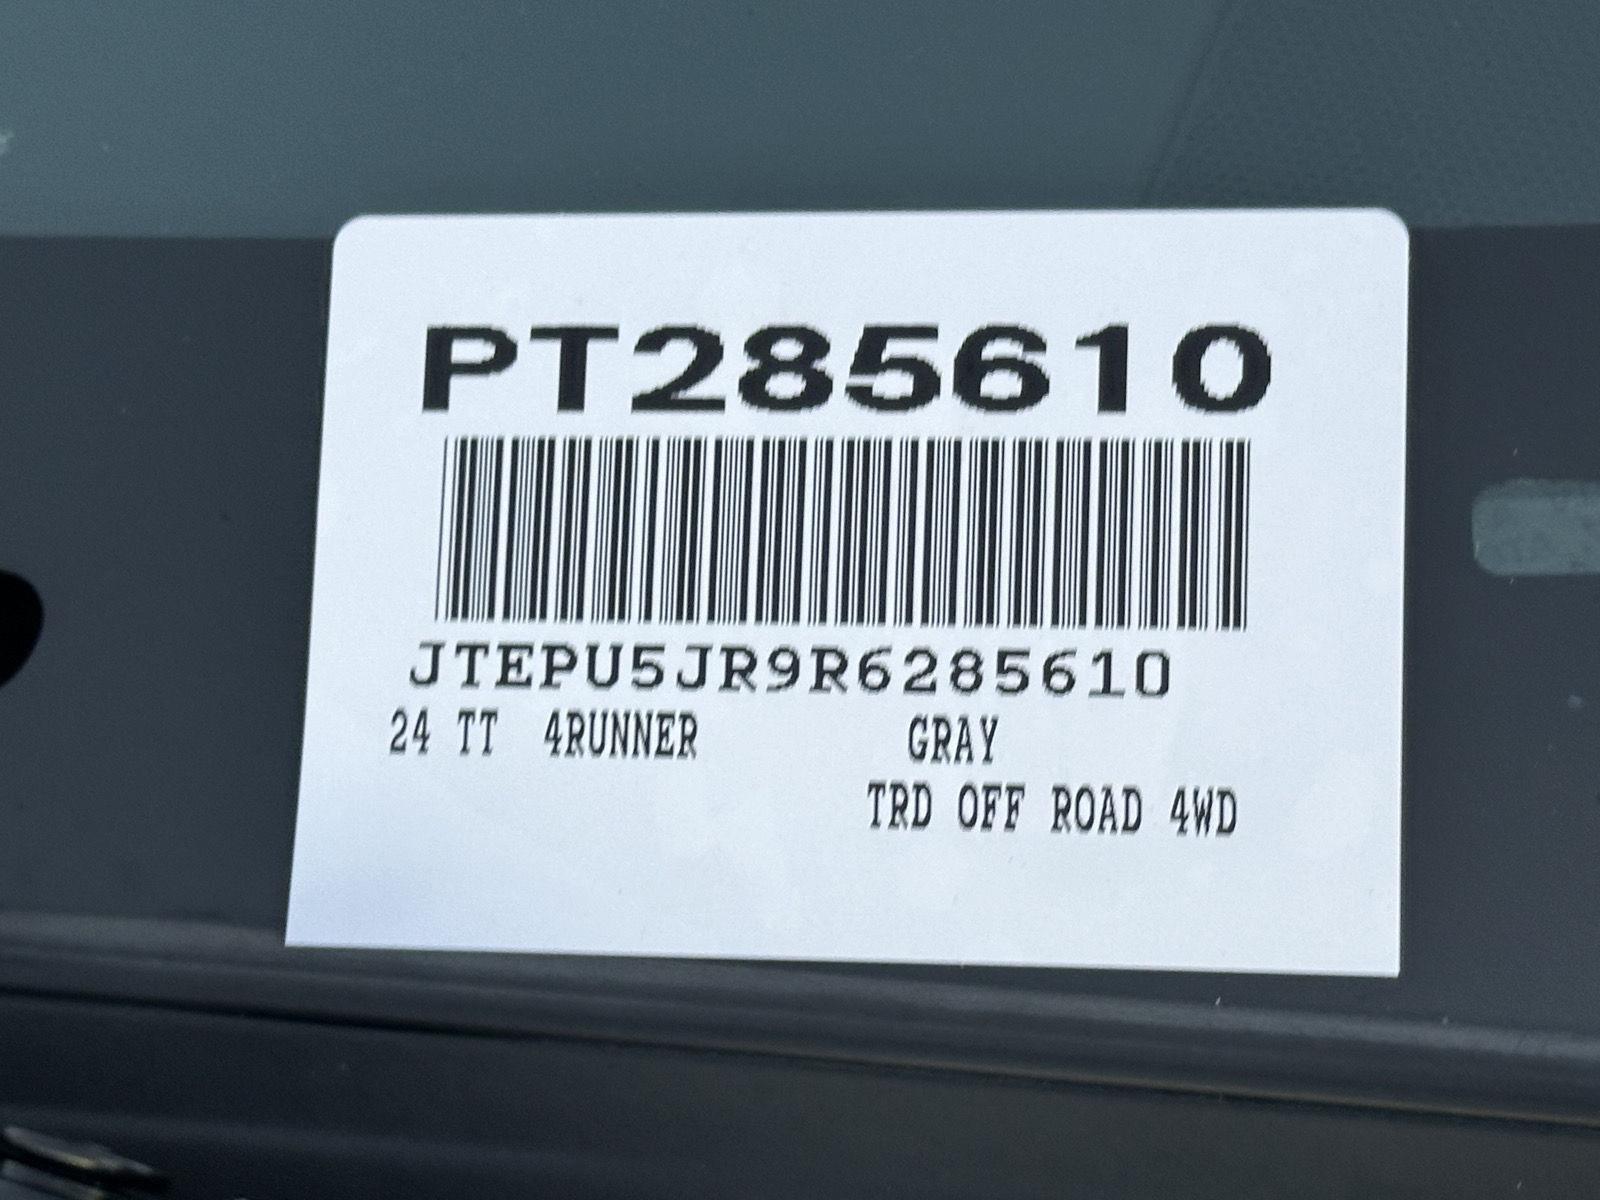 PT285610
JTEPU5JR9R6285610
24 TT 4RUNNER GRAY
TRD OFF ROAD 4WD